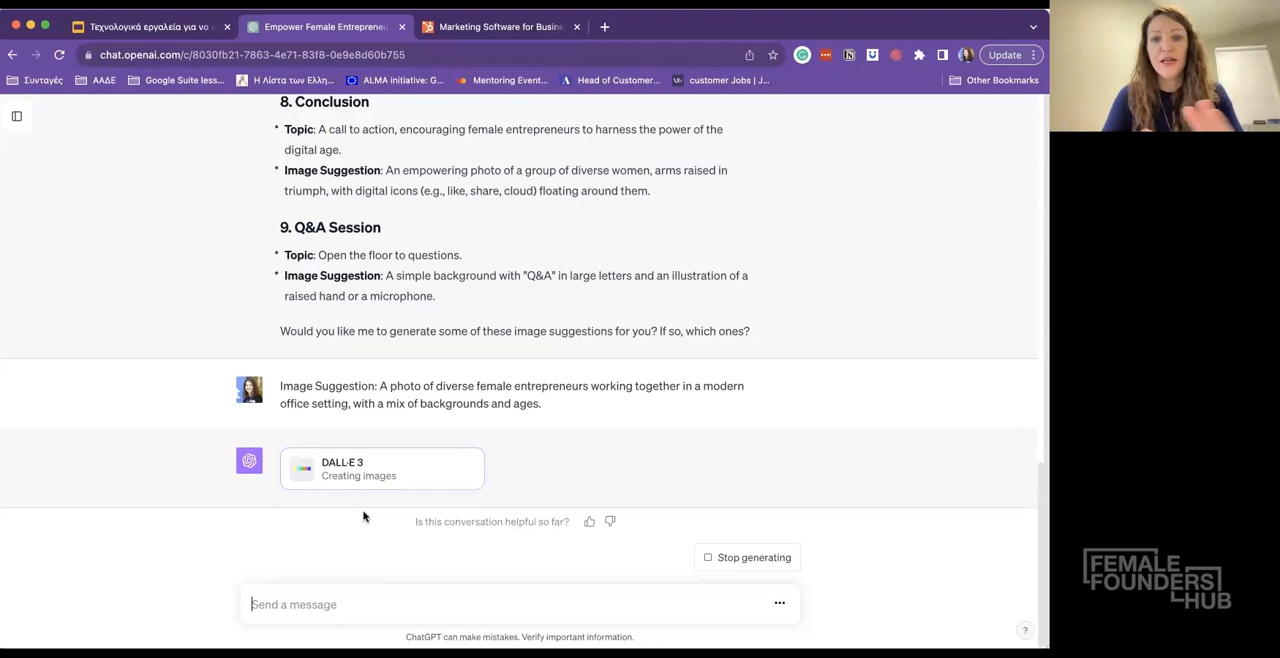 Τεχνολογικά εργαλεία για να
Empower Female Entrepreneu
Marketing Software for Busine
chat.openai.com/c/8030fb21-7863-4e71-83f8-0e9e8d60b755
Update
Συνταγές
ΑΑΔΕ
Google Suite less...
Η Λίστα των Ελλη...
ALMA initiative: G...
Mentoring Event...
Head of Customer...
customer Jobs | J...
Other Bookmarks
8. Conclusion
• Topic: A call to action, encouraging female entrepreneurs to harness the power of the
digital age.
• Image Suggestion: An empowering photo of a group of diverse women, arms raised in
triumph, with digital icons (e.g., like, share, cloud) floating around them.
9. Q&A Session
• Topic: Open the floor to questions.
• Image Suggestion: A simple background with "Q&A" in large letters and an illustration of a
raised hand or a microphone.
Would you like me to generate some of these image suggestions for you? If so, which ones?
Image Suggestion: A photo of diverse female entrepreneurs working together in a modern
office setting, with a mix of backgrounds and ages.
DALL·E 3
Creating images
Is this conversation helpful so far?
Stop generating
Send a message
ChatGPT can make mistakes. Verify important information.
?
FEMALE
FOUNDERS
HUB